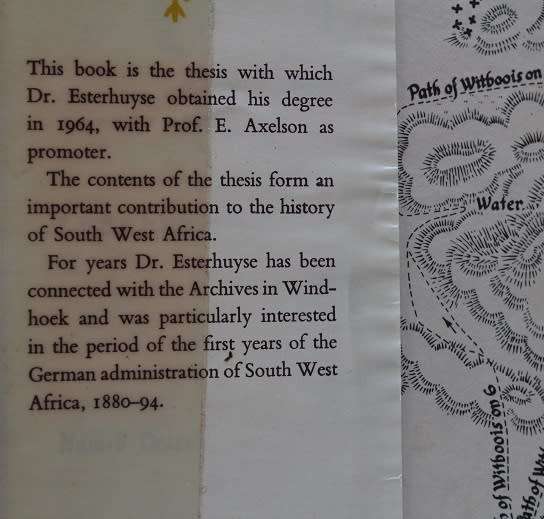 This book is the thesis with which
Dr. Esterhuyse obtained his degree
in 1964, with Prof. E. Axelson as
promoter.
The contents of the thesis form an
important contribution to the history
of South West Africa.
For years Dr. Esterhuyse has been
connected with the Archives in Wind-
hoek and was particularly interested
in the period of the first years of the
German administration of South West
Africa, 1880–94.
Path of Witboois on
Water
of Witboois on 6
Path of Wit